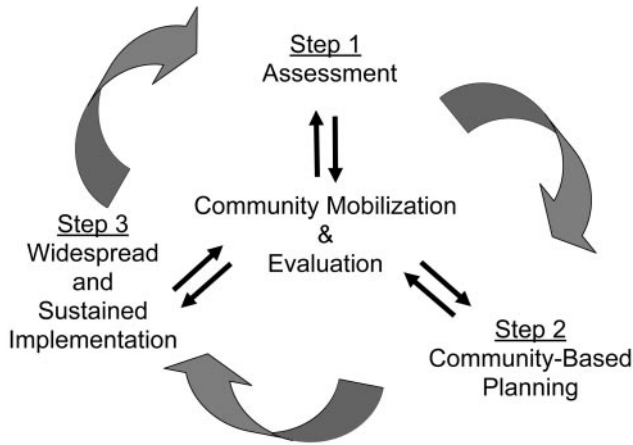 Step 1
Assessment
Community Mobilization
&
Evaluation
Step 3
Widespread
and
Sustained
Implementation
Step 2
Community-Based
Planning